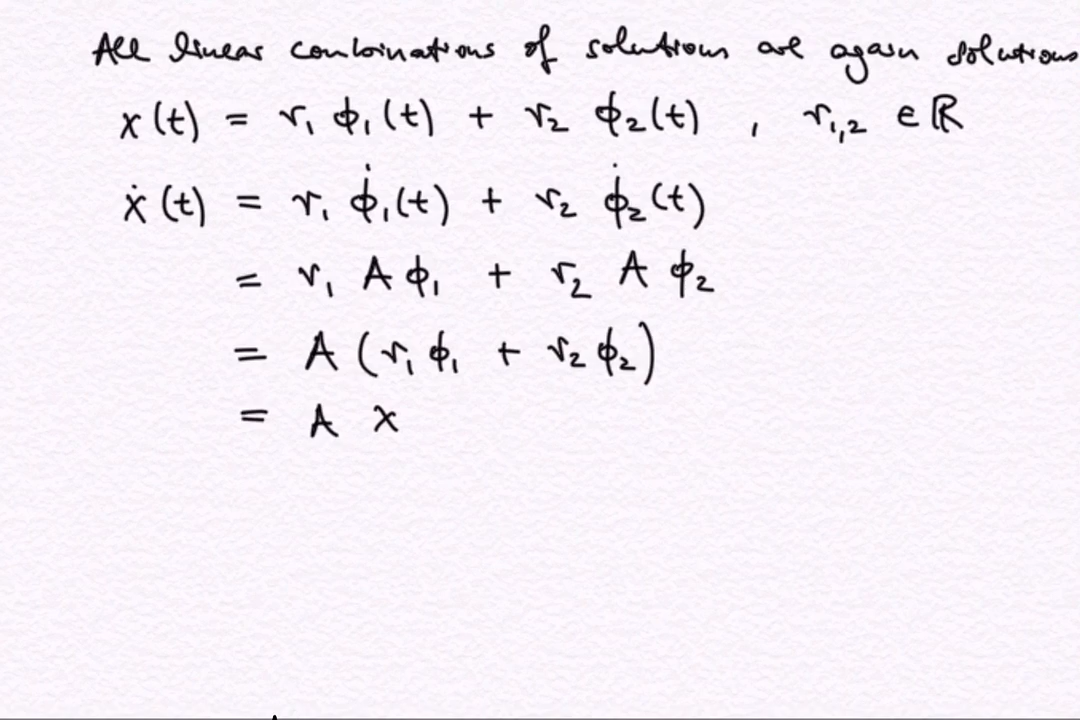 All linear combinations of solutions are again solutions
x(t) = r₁ ϕ₁(t) + r₂ ϕ₂(t) , r₁,₂ ∈ ℝ
ẋ(t) = r₁ ϕ̇₁(t) + r₂ ϕ̇₂(t)
= r₁ A ϕ₁ + r₂ A ϕ₂
= A (r₁ ϕ₁ + r₂ ϕ₂)
= A x